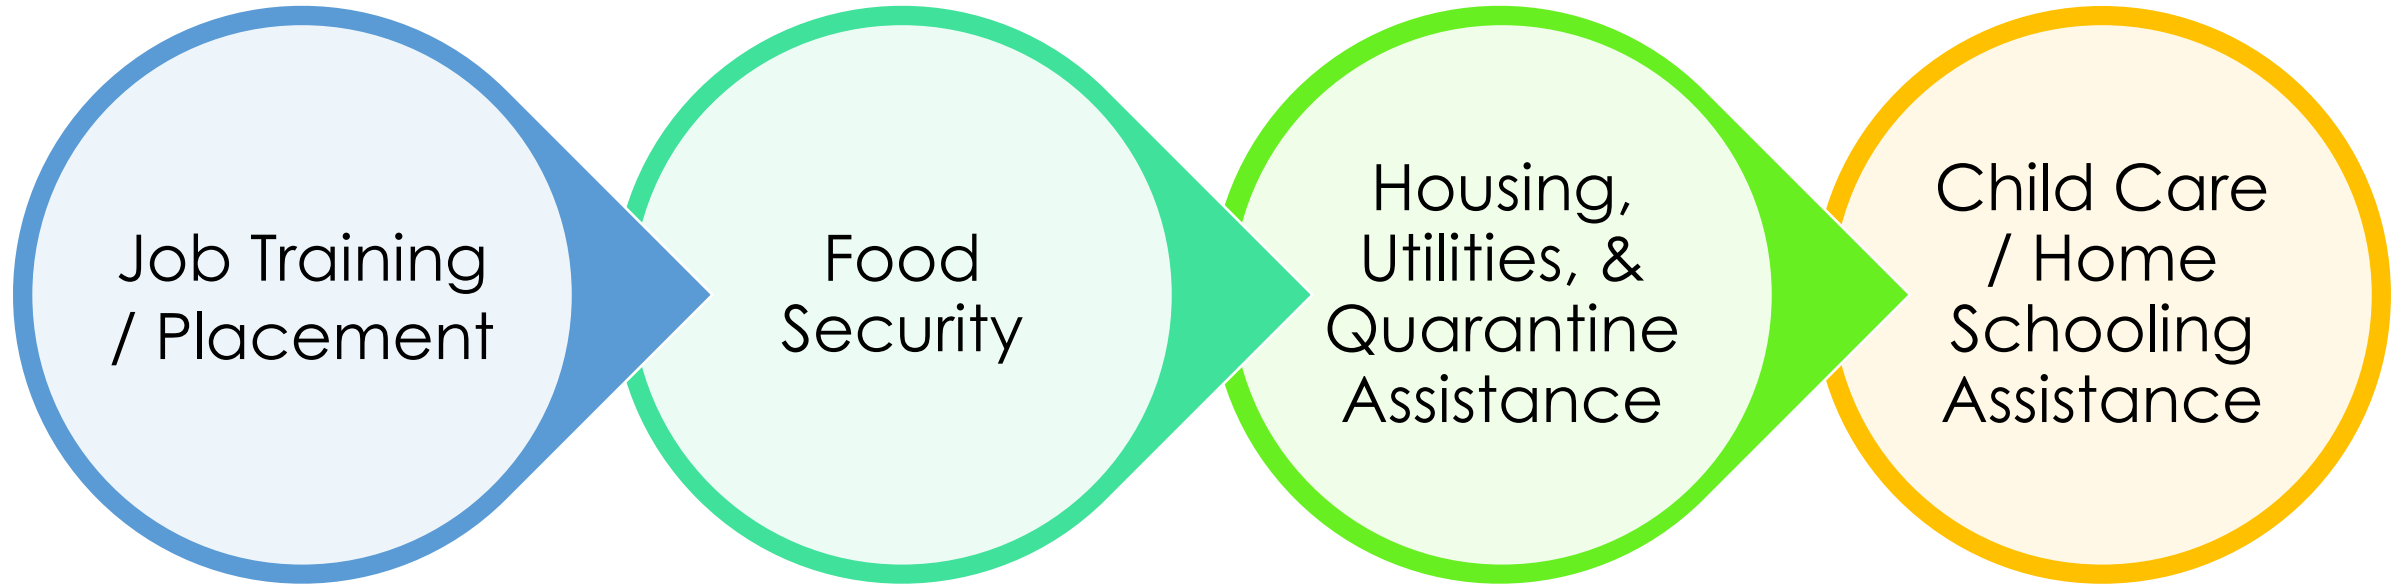 Job Training
/ Placement
Food
Security
Housing,
Utilities, &
Quarantine
Assistance
Child Care
/ Home
Schooling
Assistance